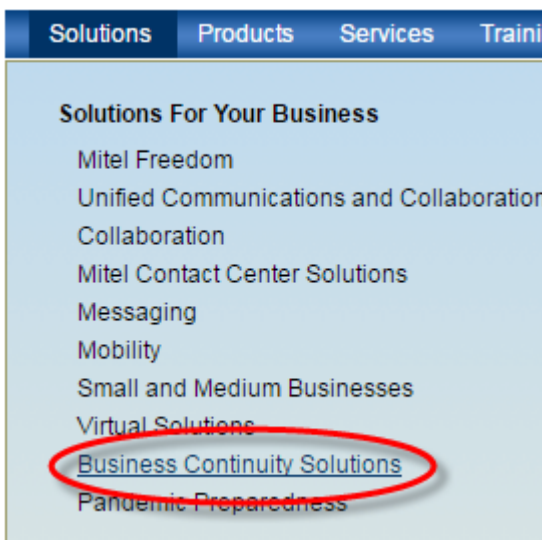 Solutions Products Services Traini
Solutions For Your Business
Mitel Freedom
Unified Communications and Collaboration
Collaboration
Mitel Contact Center Solutions
Messaging
Mobility
Small and Medium Businesses
Virtual Solutions
Business Continuity Solutions
Pandemic Preparedness